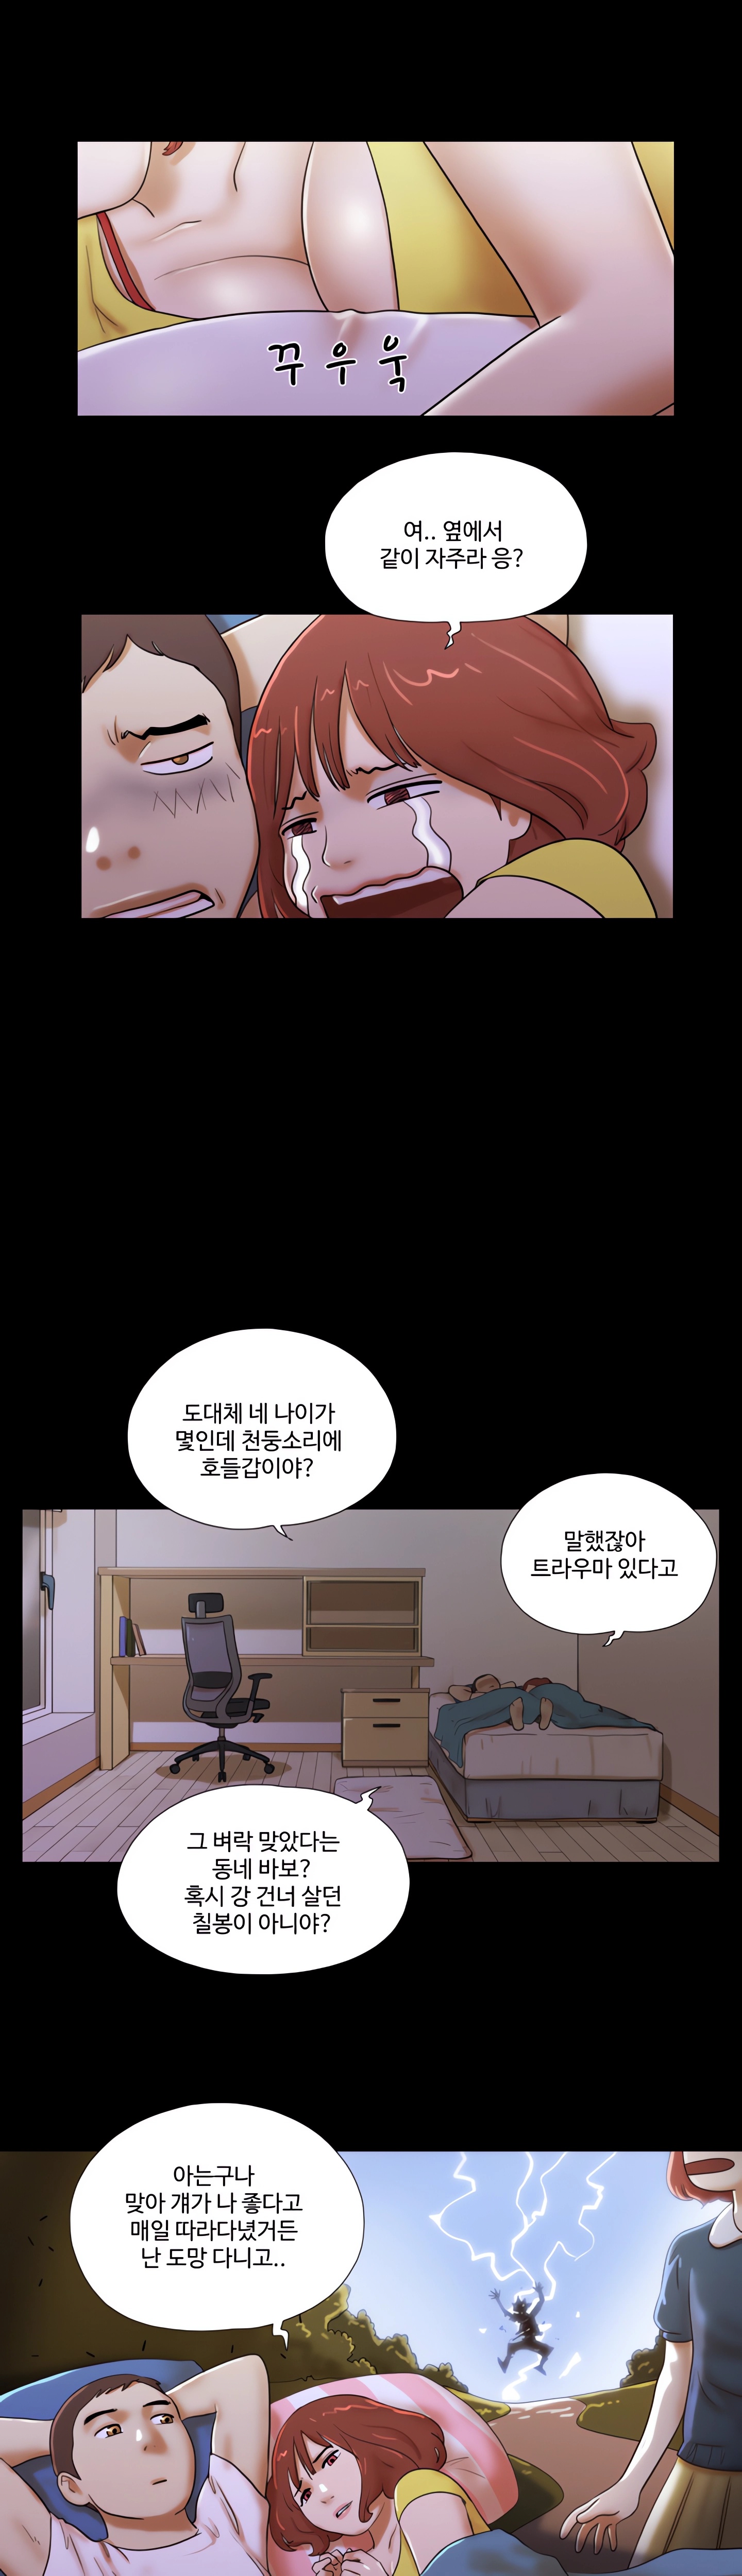 꾸 우 욱
여.. 옆에서
같이 자주라 응?
도대체 네 나이가
몇인데 천둥소리에
호들갑이야?
말했잖아
트라우마 있다고
그 벼락 맞았다는
동네 바보?
혹시 강 건너 살던
칠봉이 아니야?
아는구나
맞아 걔가 나 좋다고
매일 따라다녔거든
난 도망 다니고..